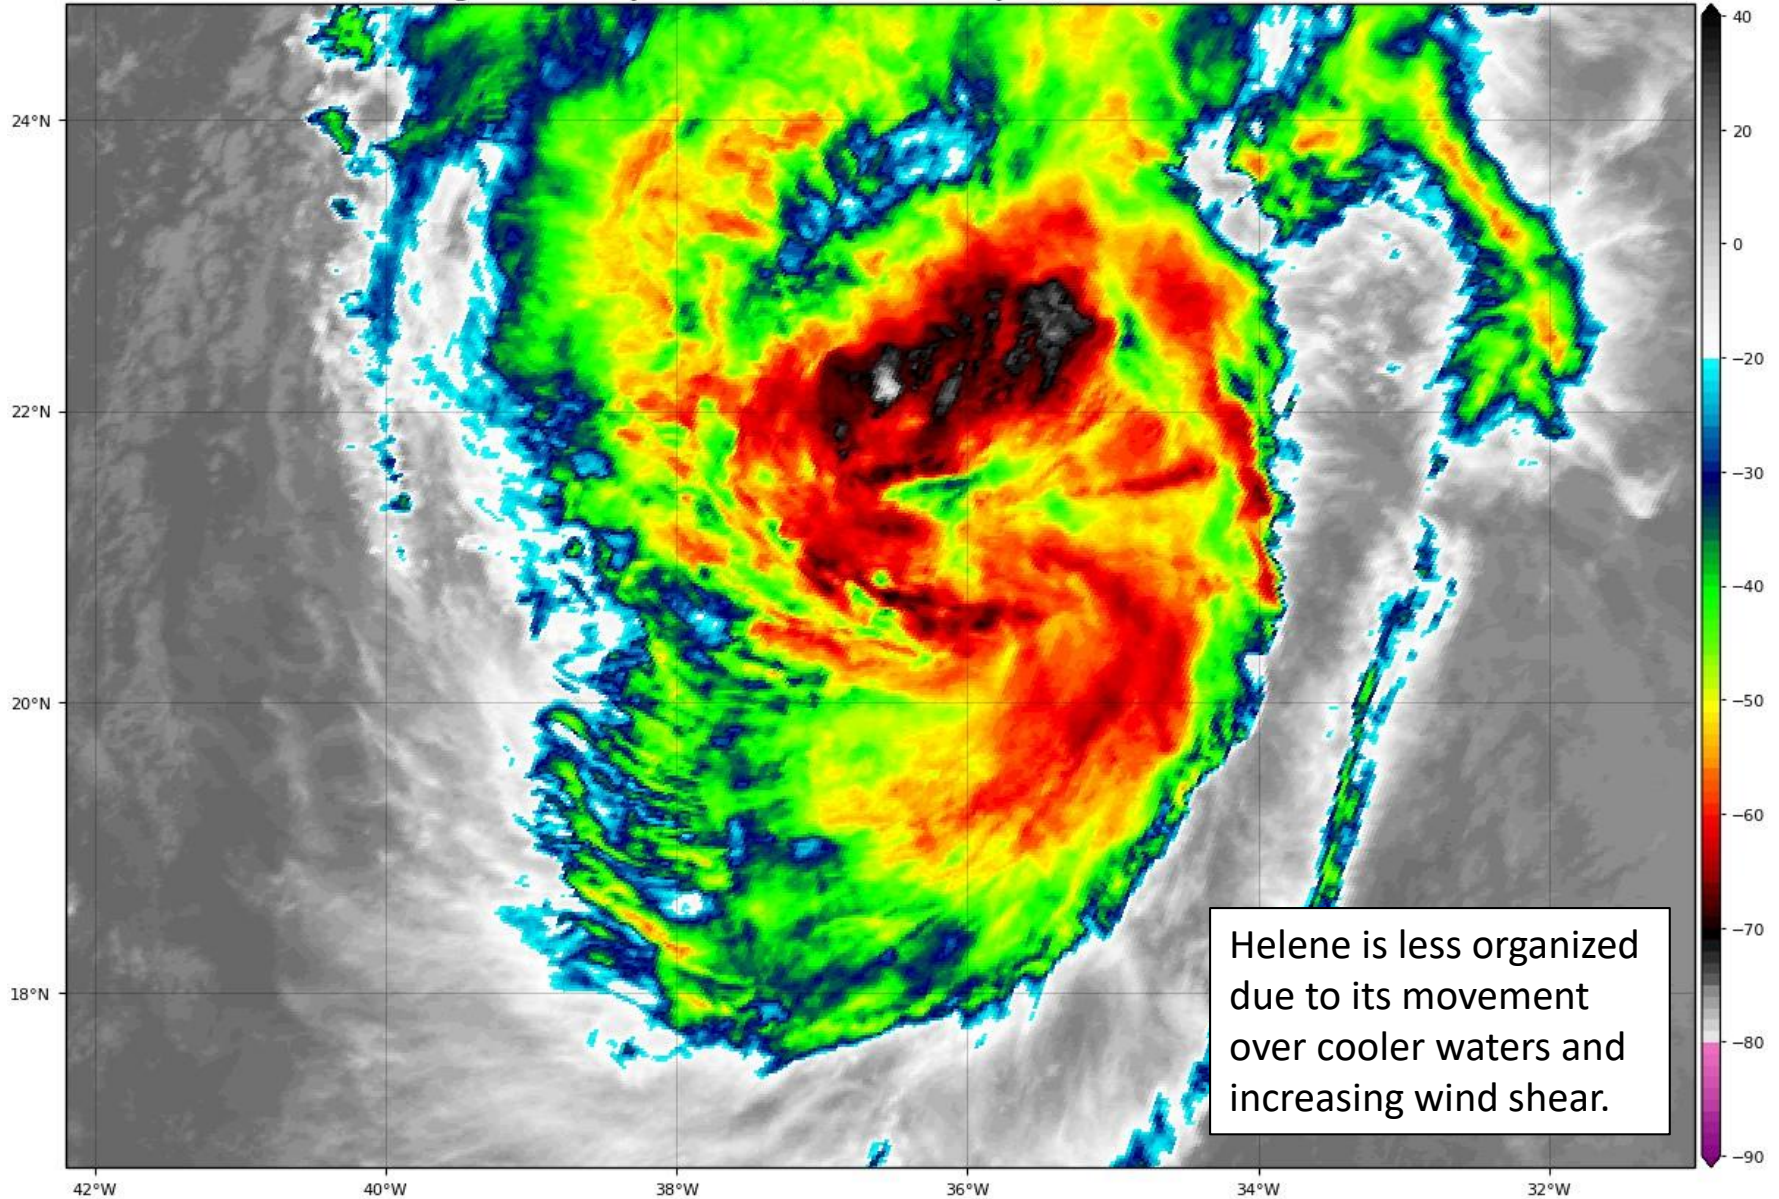 24°N
22°N
20°N
18°N
42°W
40°W
38°W
36°W
34°W
32°W
40
20
0
−20
−30
−40
−50
−60
−70
−80
−90
Helene is less organized
due to its movement
over cooler waters and
increasing wind shear.